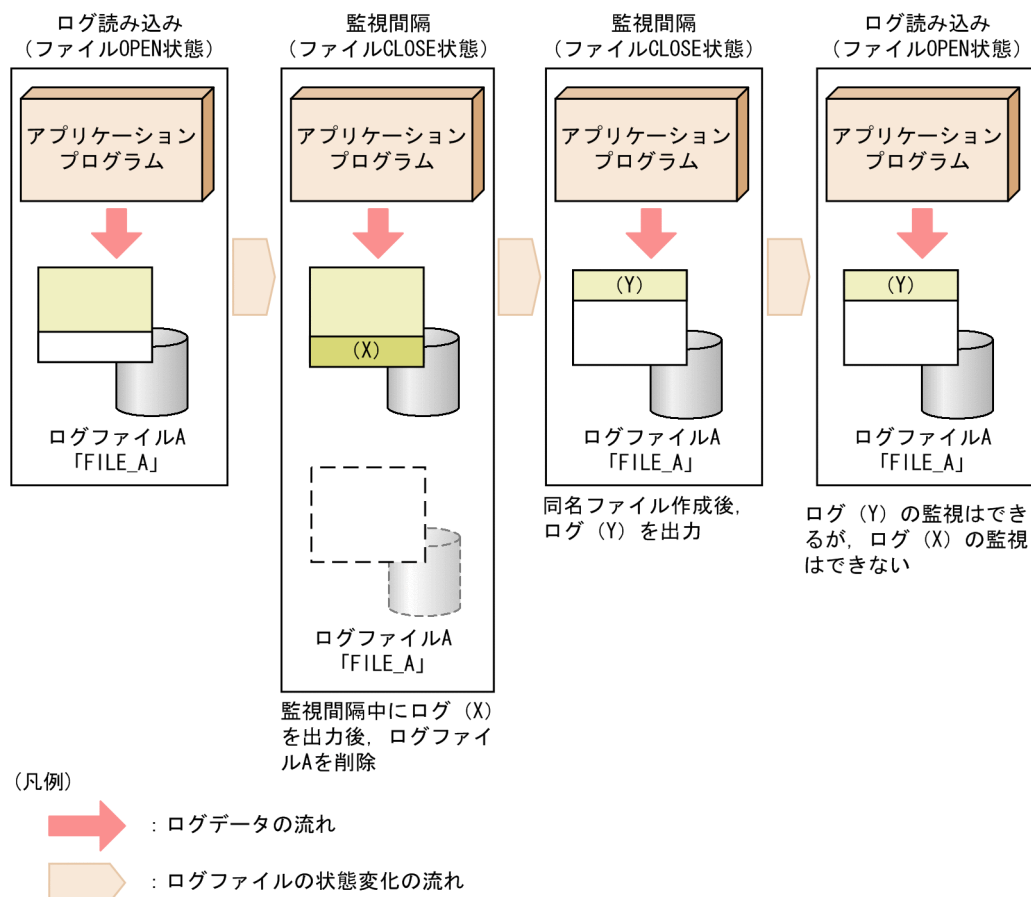 ログ読み込み
（ファイルOPEN状態）
アプリケーション
プログラム
ログファイルA
「FILE_A」
監視間隔
（ファイルCLOSE状態）
アプリケーション
プログラム
（X）
ログファイルA
「FILE_A」
ログファイルA
「FILE_A」
監視間隔中にログ（X）
を出力後，ログファイ
ルAを削除
監視間隔
（ファイルCLOSE状態）
アプリケーション
プログラム
（Y）
ログファイルA
「FILE_A」
同名ファイル作成後，
ログ（Y）を出力
ログ読み込み
（ファイルOPEN状態）
アプリケーション
プログラム
（Y）
ログファイルA
「FILE_A」
ログ（Y）の監視はでき
るが，ログ（X）の監視
はできない
（凡例）
：ログデータの流れ
：ログファイルの状態変化の流れ